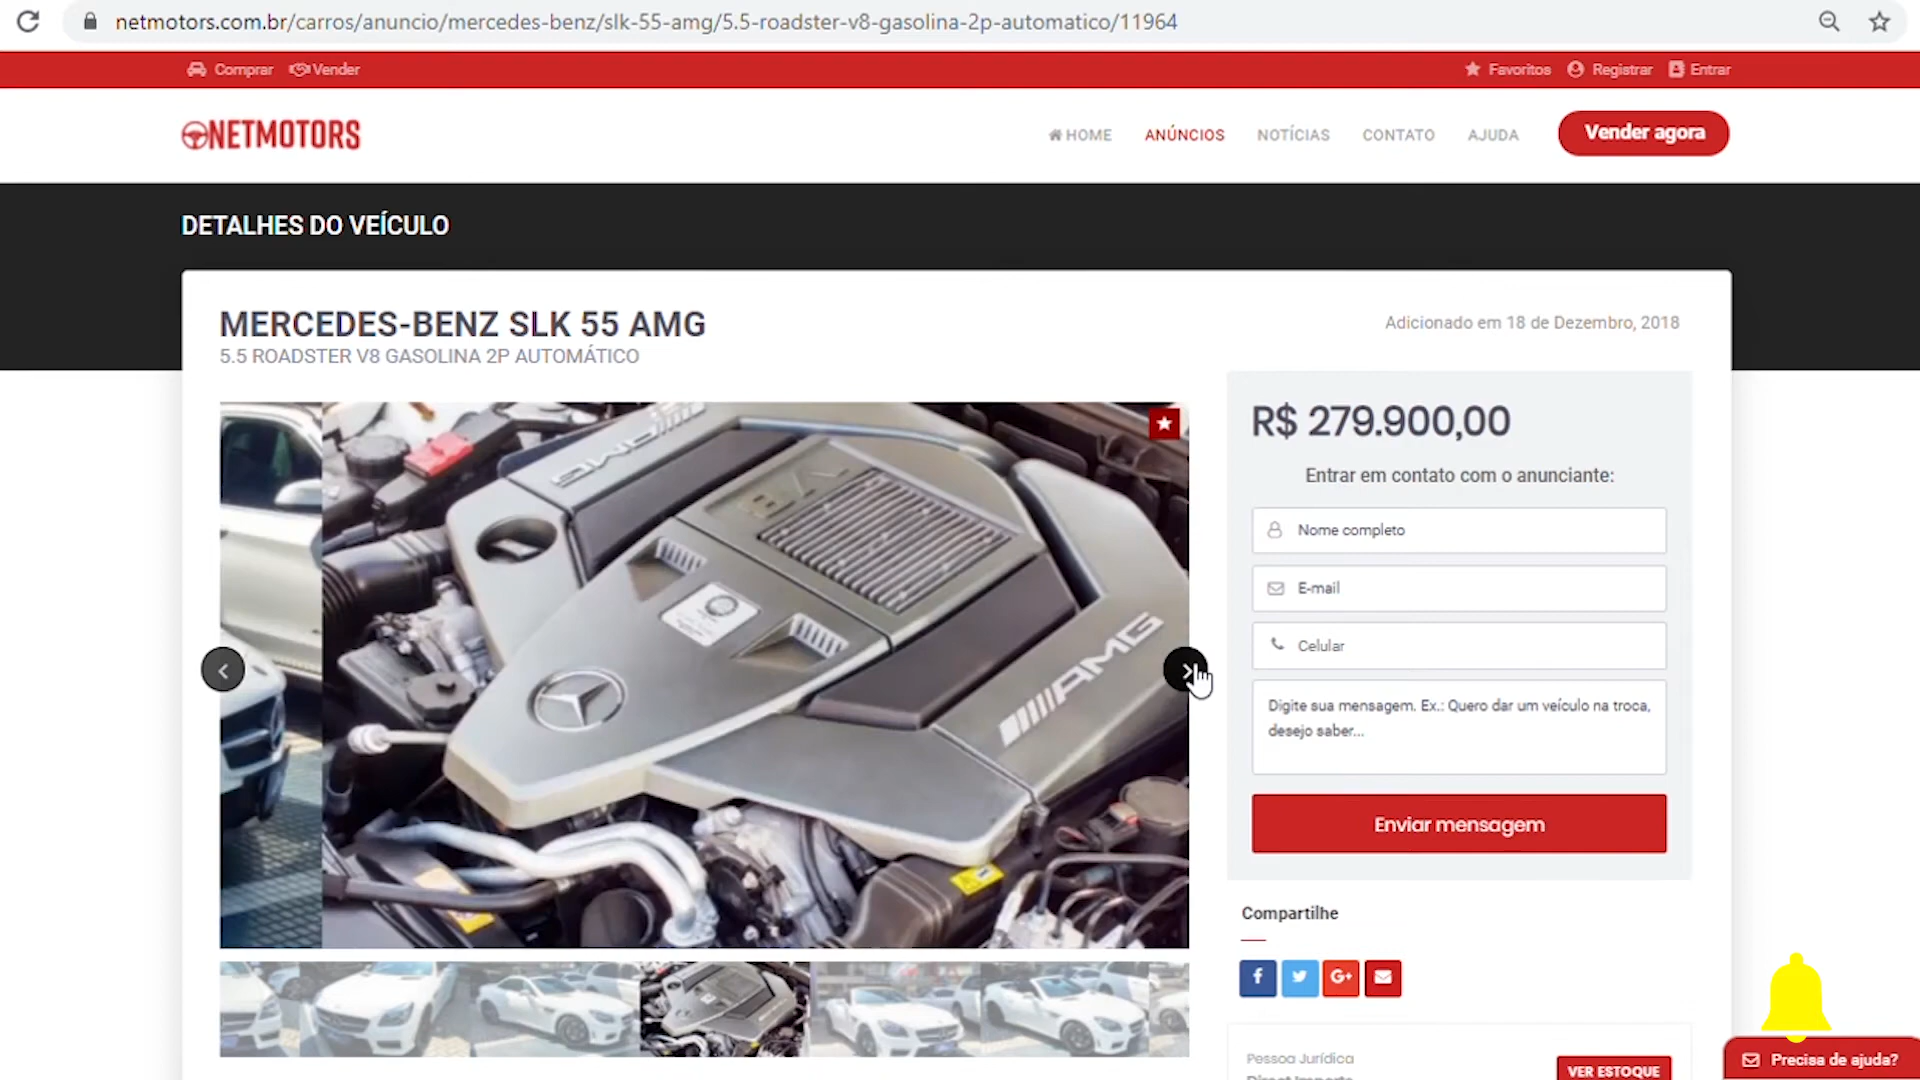 netmotors.com.br/carros/anuncio/mercedes-benz/slk-55-amg/5.5-roadster-v8-gasolina-2p-automatico/11964
Comprar Vender Favoritos Registrar Entrar
NETMOTORS HOME ANÚNCIOS NOTÍCIAS CONTATO AJUDA Vender agora
DETALHES DO VEÍCULO
MERCEDES-BENZ SLK 55 AMG
5.5 ROADSTER V8 GASOLINA 2P AUTOMÁTICO
Adicionado em 18 de Dezembro, 2018
AMG
AMG
R$ 279.900,00
Entrar em contato com o anunciante:
Nome completo
E-mail
Celular
Digite sua mensagem. Ex.: Quero dar um veículo na troca,
desejo saber...
Enviar mensagem
Compartilhe
Pessoa Jurídica
VER ESTOQUE
Precisa de ajuda?